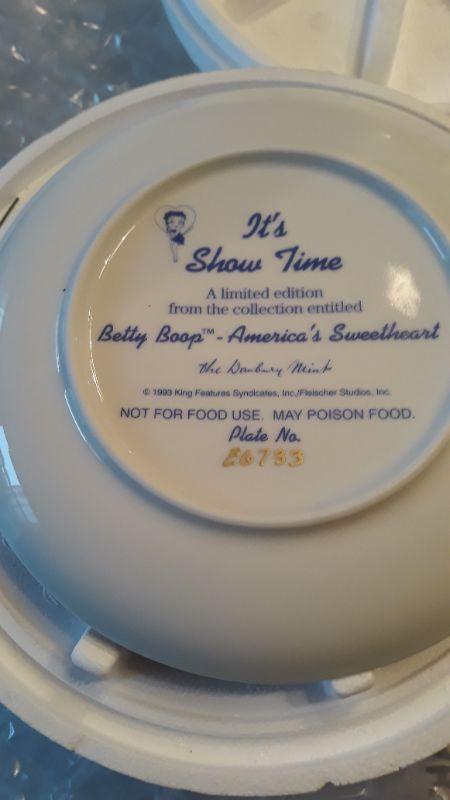 It's
Show Time
A limited edition
from the collection entitled
Betty Boop™ - America's Sweetheart
The Danbury Mint
© 1993 King Features Syndicates, Inc./Fleischer Studios, Inc.
NOT FOR FOOD USE. MAY POISON FOOD.
Plate No.
E6733